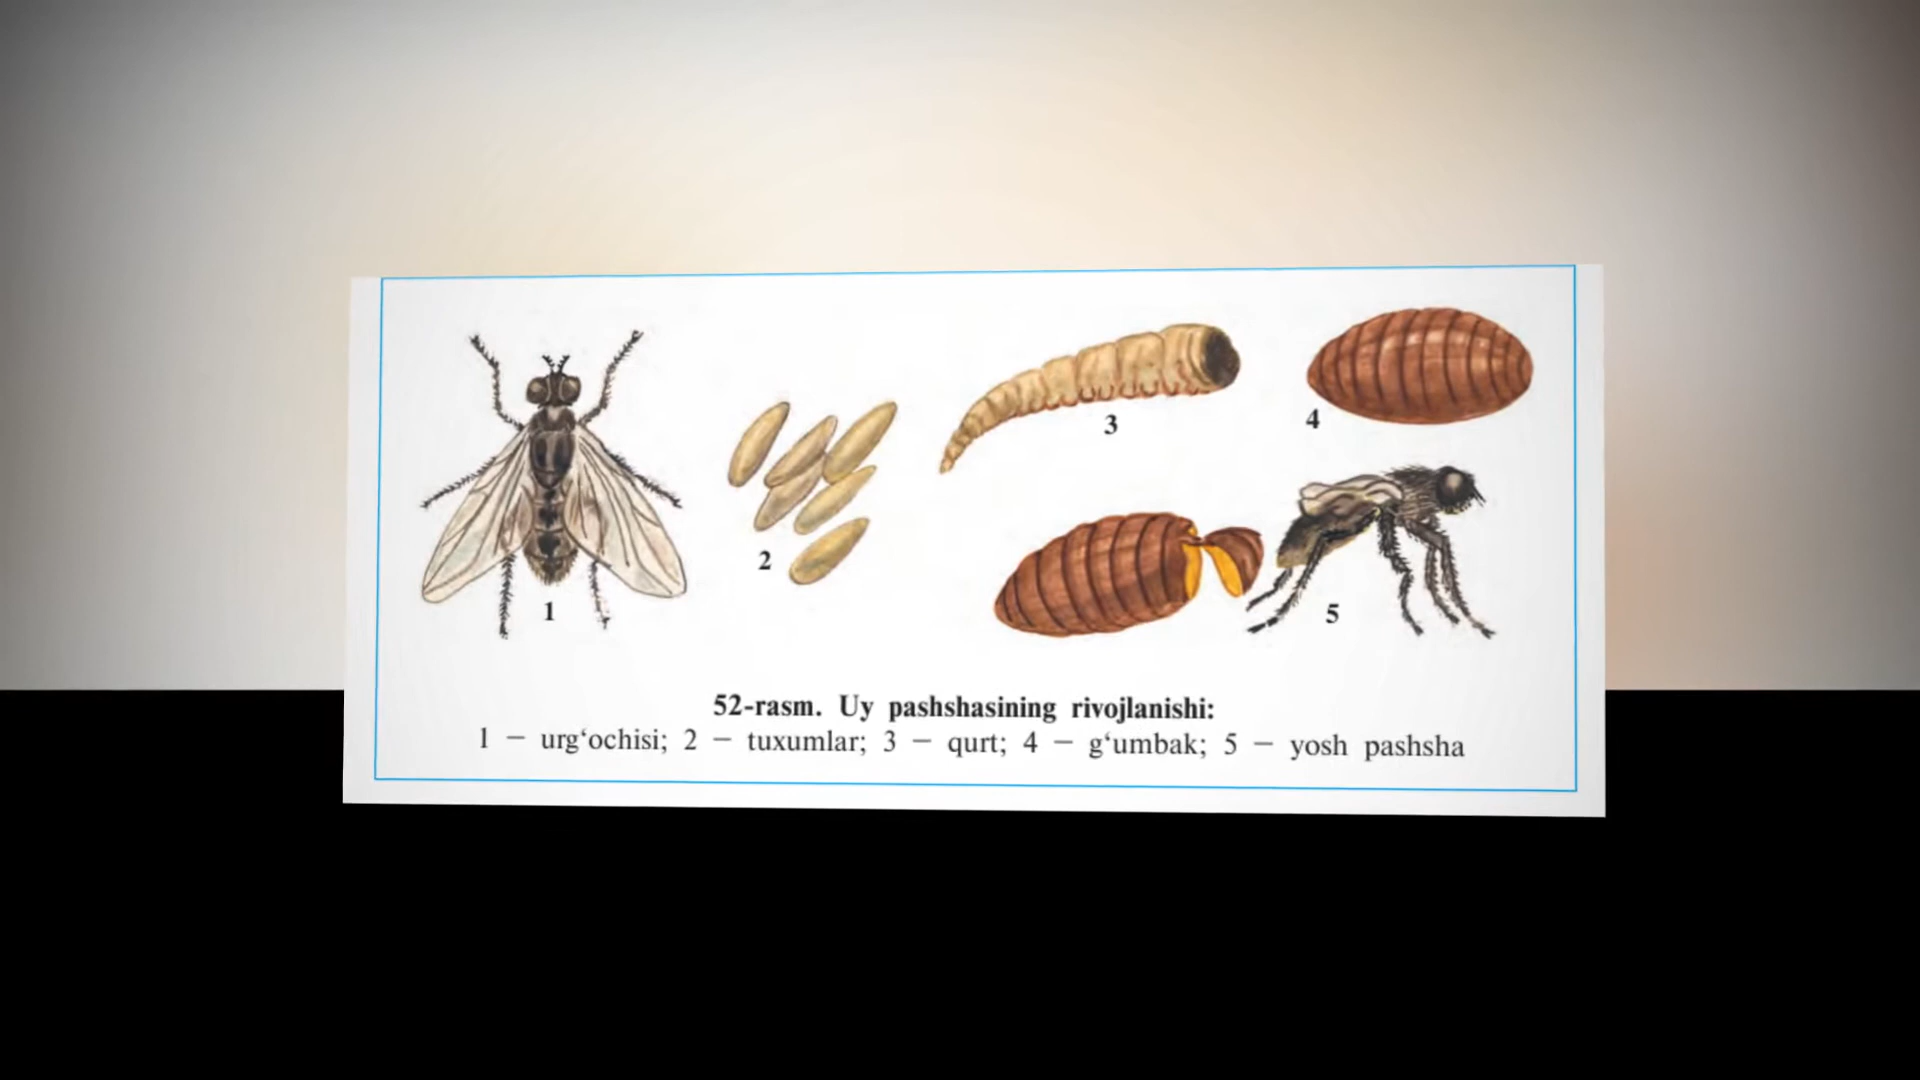 1
2
3
4
5
52-rasm. Uy pashshasining rivojlanishi:
1 — urg‘ochisi; 2 — tuxumlar; 3 — qurt; 4 — g‘umbak; 5 — yosh pashsha